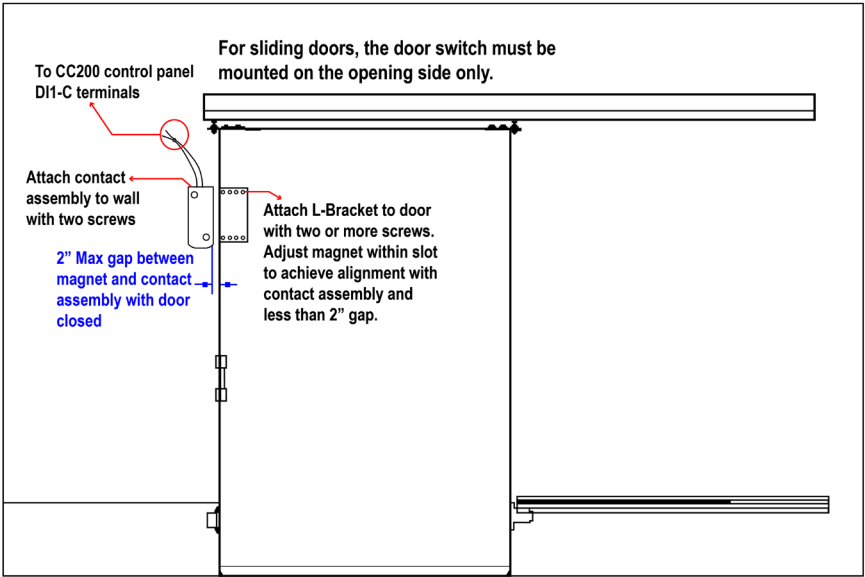 For sliding doors, the door switch must be
mounted on the opening side only.
To CC200 control panel
DI1-C terminals
Attach contact
assembly to wall
with two screws
Attach L-Bracket to door
with two or more screws.
Adjust magnet within slot
to achieve alignment with
contact assembly and
less than 2” gap.
2” Max gap between
magnet and contact
assembly with door
closed